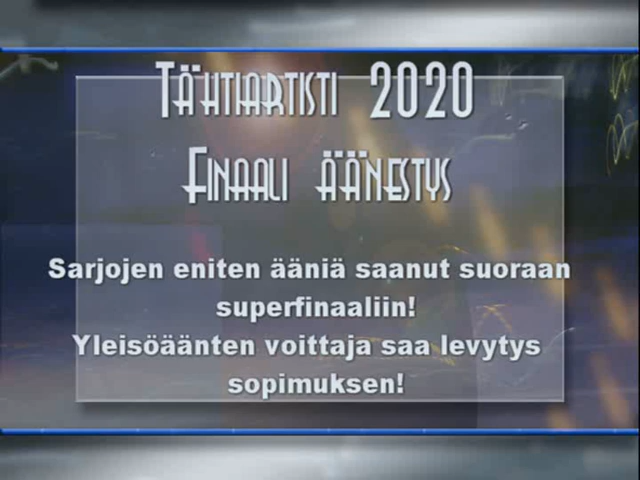 Tähtiartisti 2020
Finaali äänestys
Sarjojen eniten ääniä saanut suoraan
superfinaaliin!
Yleisöäänten voittaja saa levytys
sopimuksen!